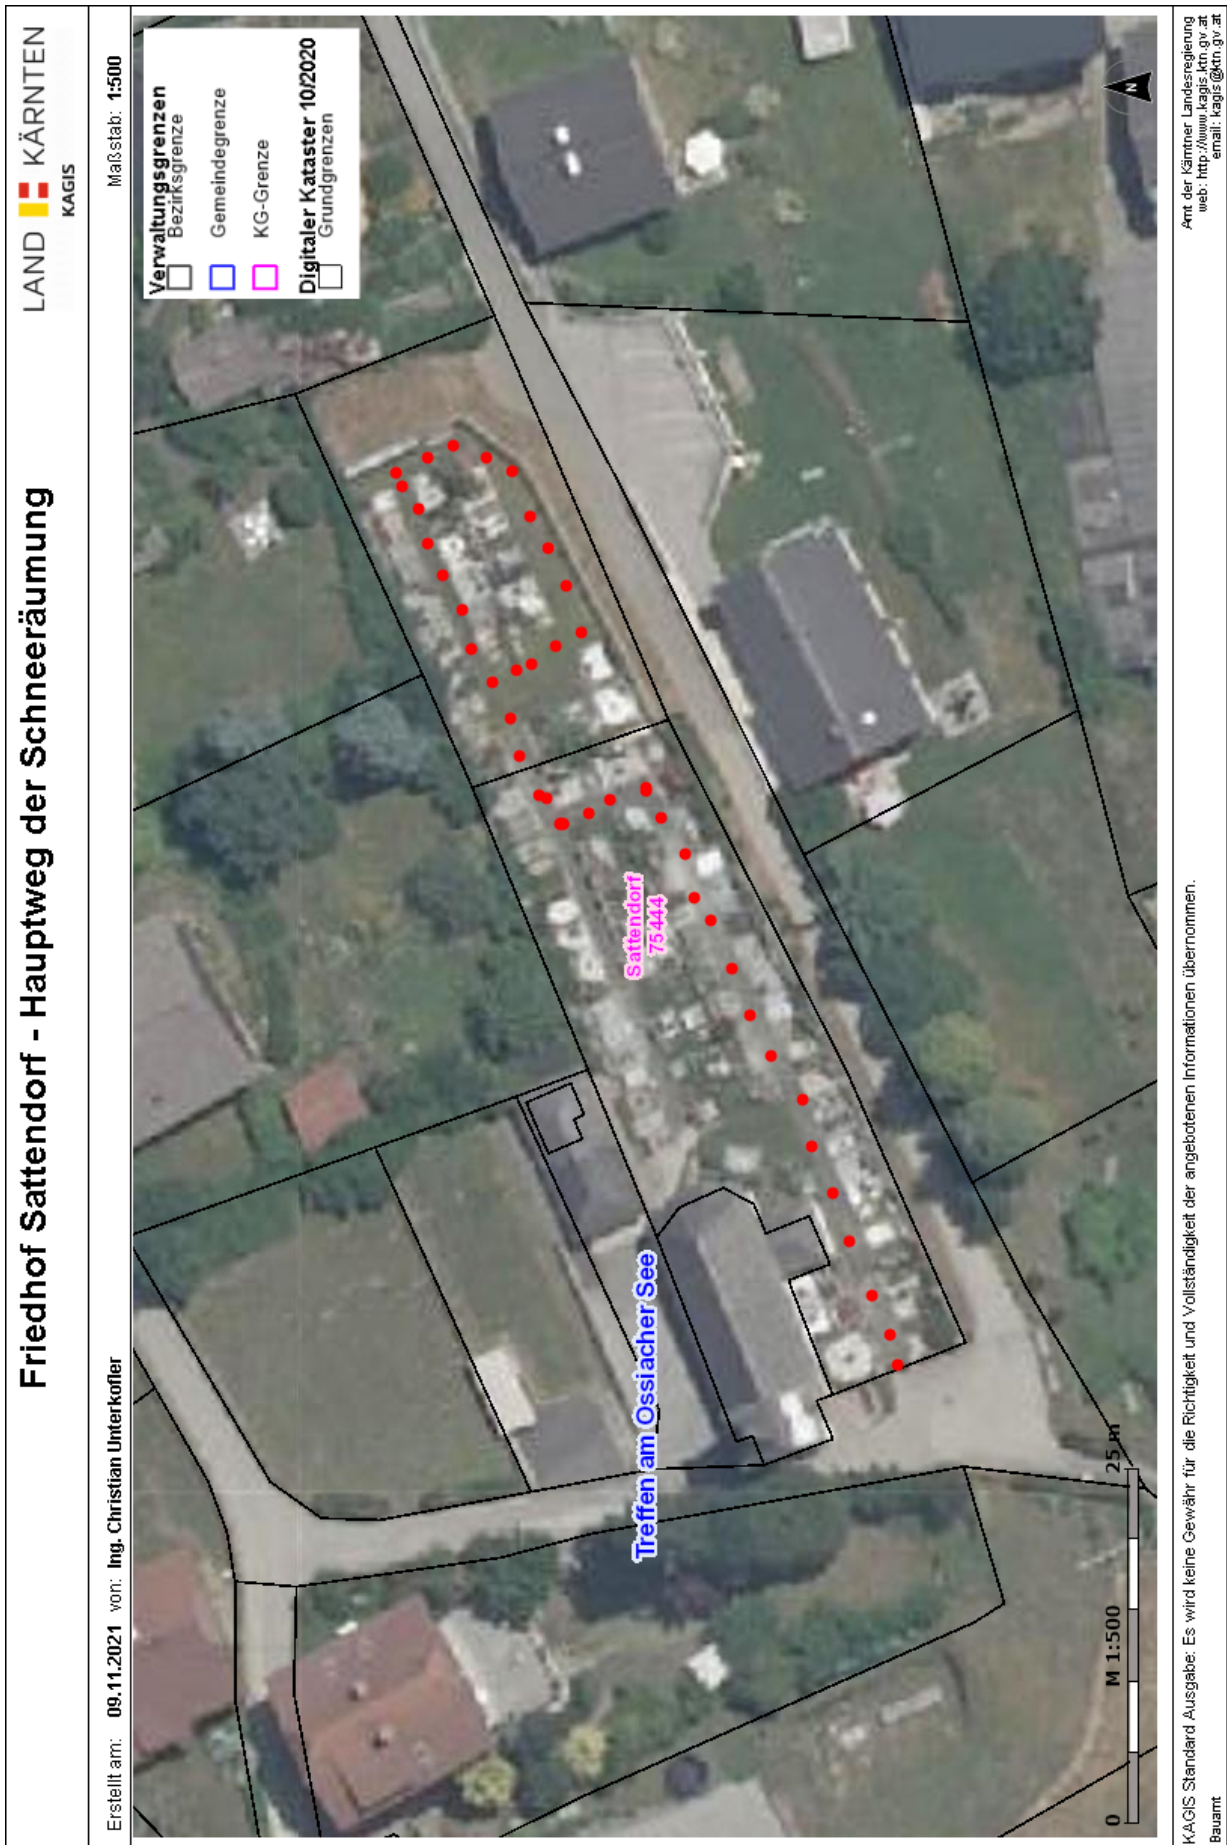 Friedhof Sattendorf - Hauptweg der Schneeräumung
LAND KÄRNTEN
KAGIS
Erstellt am: 09.11.2021 von: Ing. Christian Unterkofler
Maßstab: 1:500
Verwaltungsgrenzen
Bezirksgrenze
Gemeindegrenze
KG-Grenze
Digitaler Kataster 10/2020
Grundgrenzen
Sattendorf
75444
Treffen am Ossiacher See
N
0 M 1:500 25 m
KAGIS Standard Ausgabe: Es wird keine Gewähr für die Richtigkeit und Vollständigkeit der angebotenen Informationen übernommen.
Bauamt
Amt der Kärntner Landesregierung
web: http://www.kagis.ktn.gv.at
email: kagis@ktn.gv.at